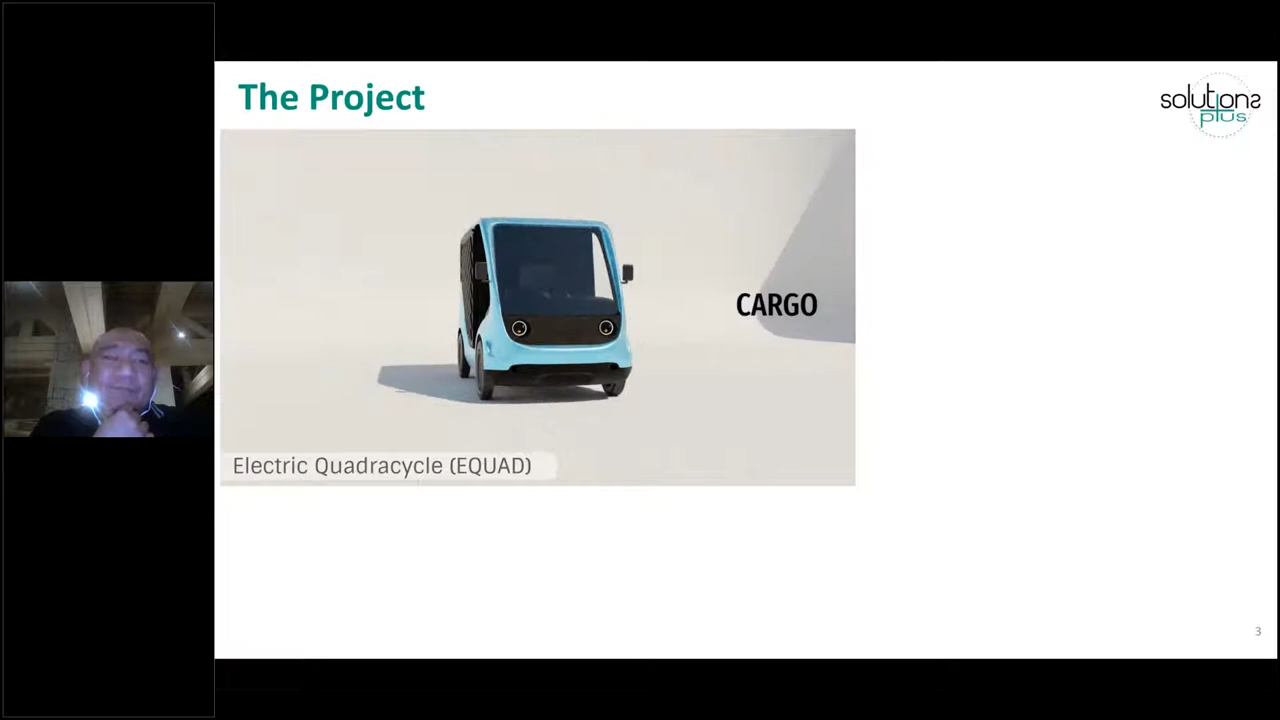 The Project
solutions
plus
CARGO
Electric Quadracycle (EQUAD)
3